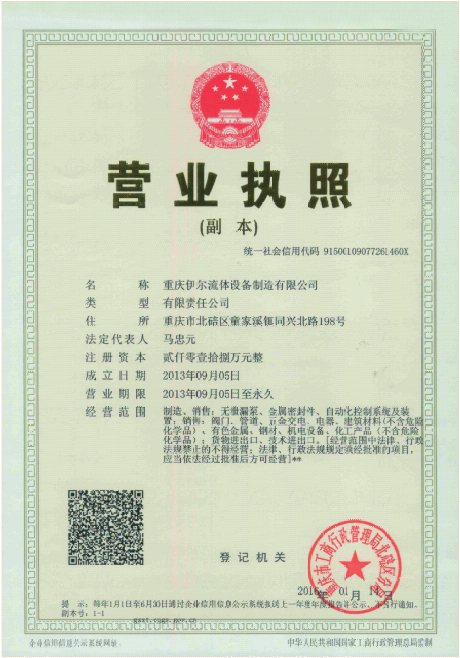 营业执照
(副 本)
统一社会信用代码 91500109077261460X
名 称 重庆伊尔流体设备制造有限公司
类 型 有限责任公司
住 所 重庆市北碚区童家溪镇同兴北路198号
法定代表人 马忠元
注册资本 贰仟零壹拾捌万元整
成立日期 2013年09月05日
营业期限 2013年09月05日至永久
经营范围 制造、销售：无泄漏泵、金属密封件、自动化控制系统及装
置；销售：阀门、管道、五金交电、电器、建筑材料(不含危险
化学品)、有色金属、钢材、机电设备、化工产品（不含危险
化学品）；货物进出口、技术进出口。[经营范围中法律、行政
法规禁止的不得经营；法律、行政法规规定须经批准的项目，
应当依法经过批准后方可经营]**
重庆市工商行政管理局北碚区分局
登记机关
年 01月 日
提示：每年1月1日至6月30日通过企业信用信息公示系统报送上一年度年度报告并公示，不另行通知。
副本号：1-1
企业信用信息公示系统网址：
中华人民共和国国家工商行政管理总局监制